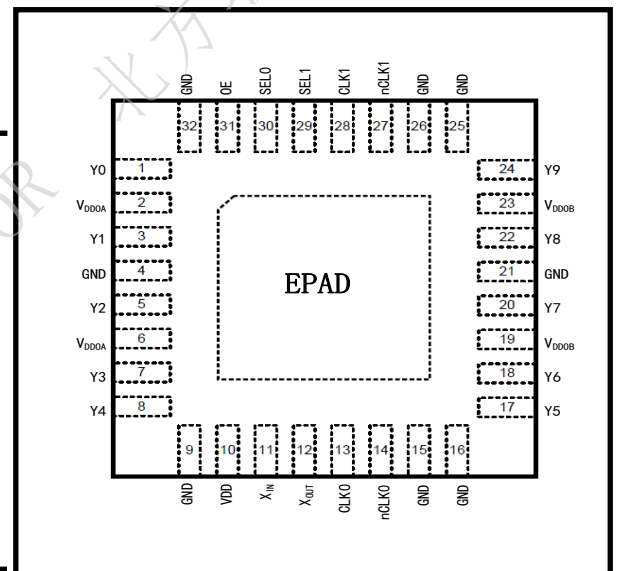 北方
OR
GND OE SEL0 SEL1 CLK1 nCLK1 GND GND
32 31 30 29 28 27 26 25
Y0 1 24 Y9
VDDOA 2 23 VDDOB
Y1 3 22 Y8
GND 4 21 GND
EPAD
Y2 5 20 Y7
VDDOA 6 19 VDDOB
Y3 7 18 Y6
Y4 8 17 Y5
9 10 11 12 13 14 15 16
GND VDD XIN XOUT CLK0 nCLK0 GND GND